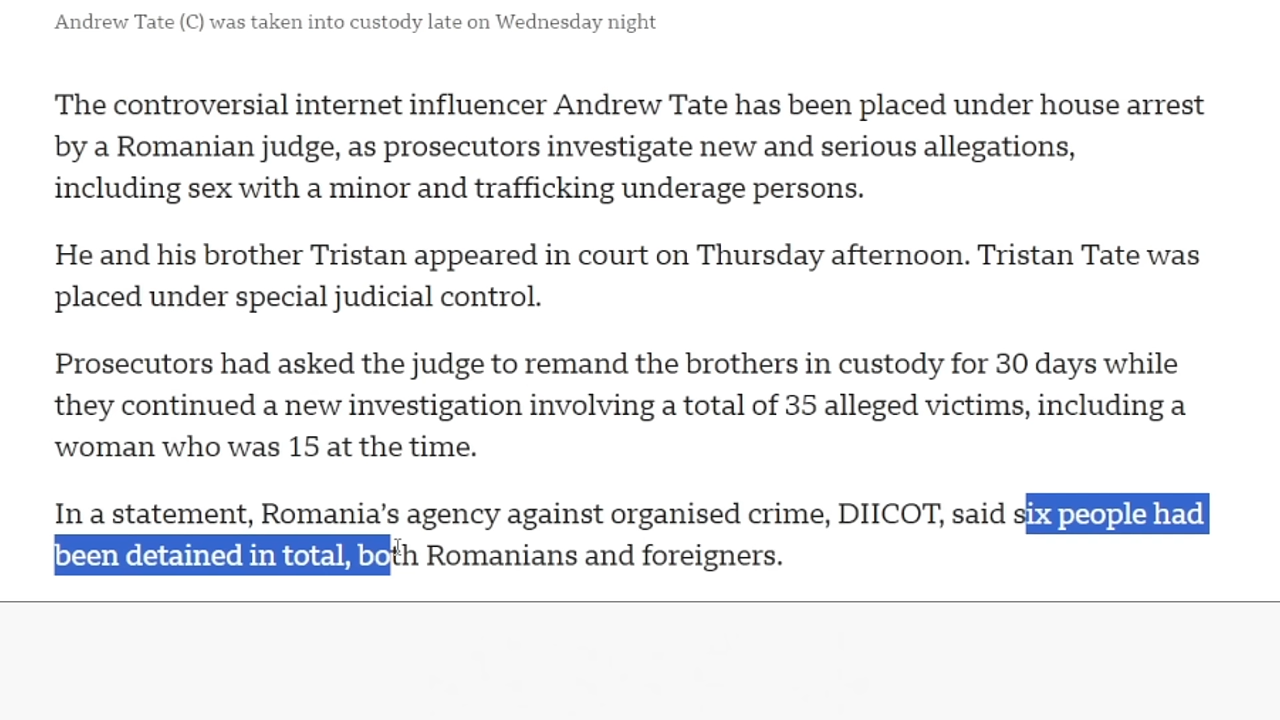 Andrew Tate (C) was taken into custody late on Wednesday night
The controversial internet influencer Andrew Tate has been placed under house arrest
by a Romanian judge, as prosecutors investigate new and serious allegations,
including sex with a minor and trafficking underage persons.
He and his brother Tristan appeared in court on Thursday afternoon. Tristan Tate was
placed under special judicial control.
Prosecutors had asked the judge to remand the brothers in custody for 30 days while
they continued a new investigation involving a total of 35 alleged victims, including a
woman who was 15 at the time.
In a statement, Romania’s agency against organised crime, DIICOT, said six people had
been detained in total, both Romanians and foreigners.